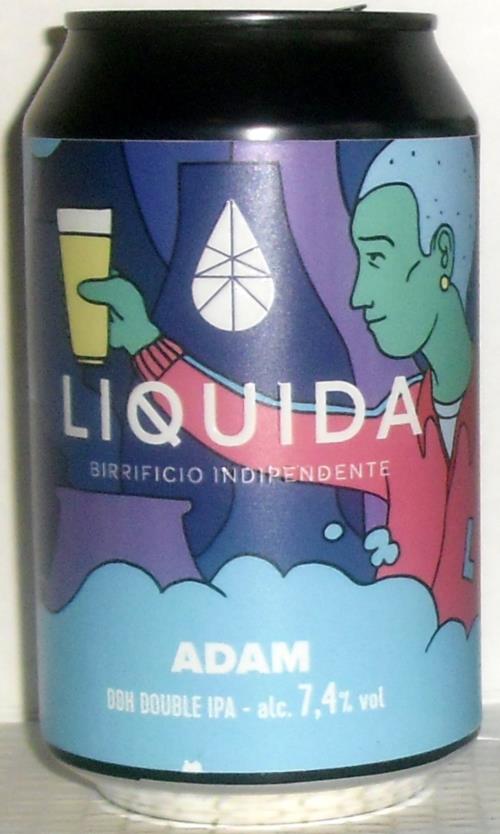 LIQUIDA
BIRRIFICIO INDIPENDENTE
L
ADAM
DDH DOUBLE IPA - alc. 7,4% vol